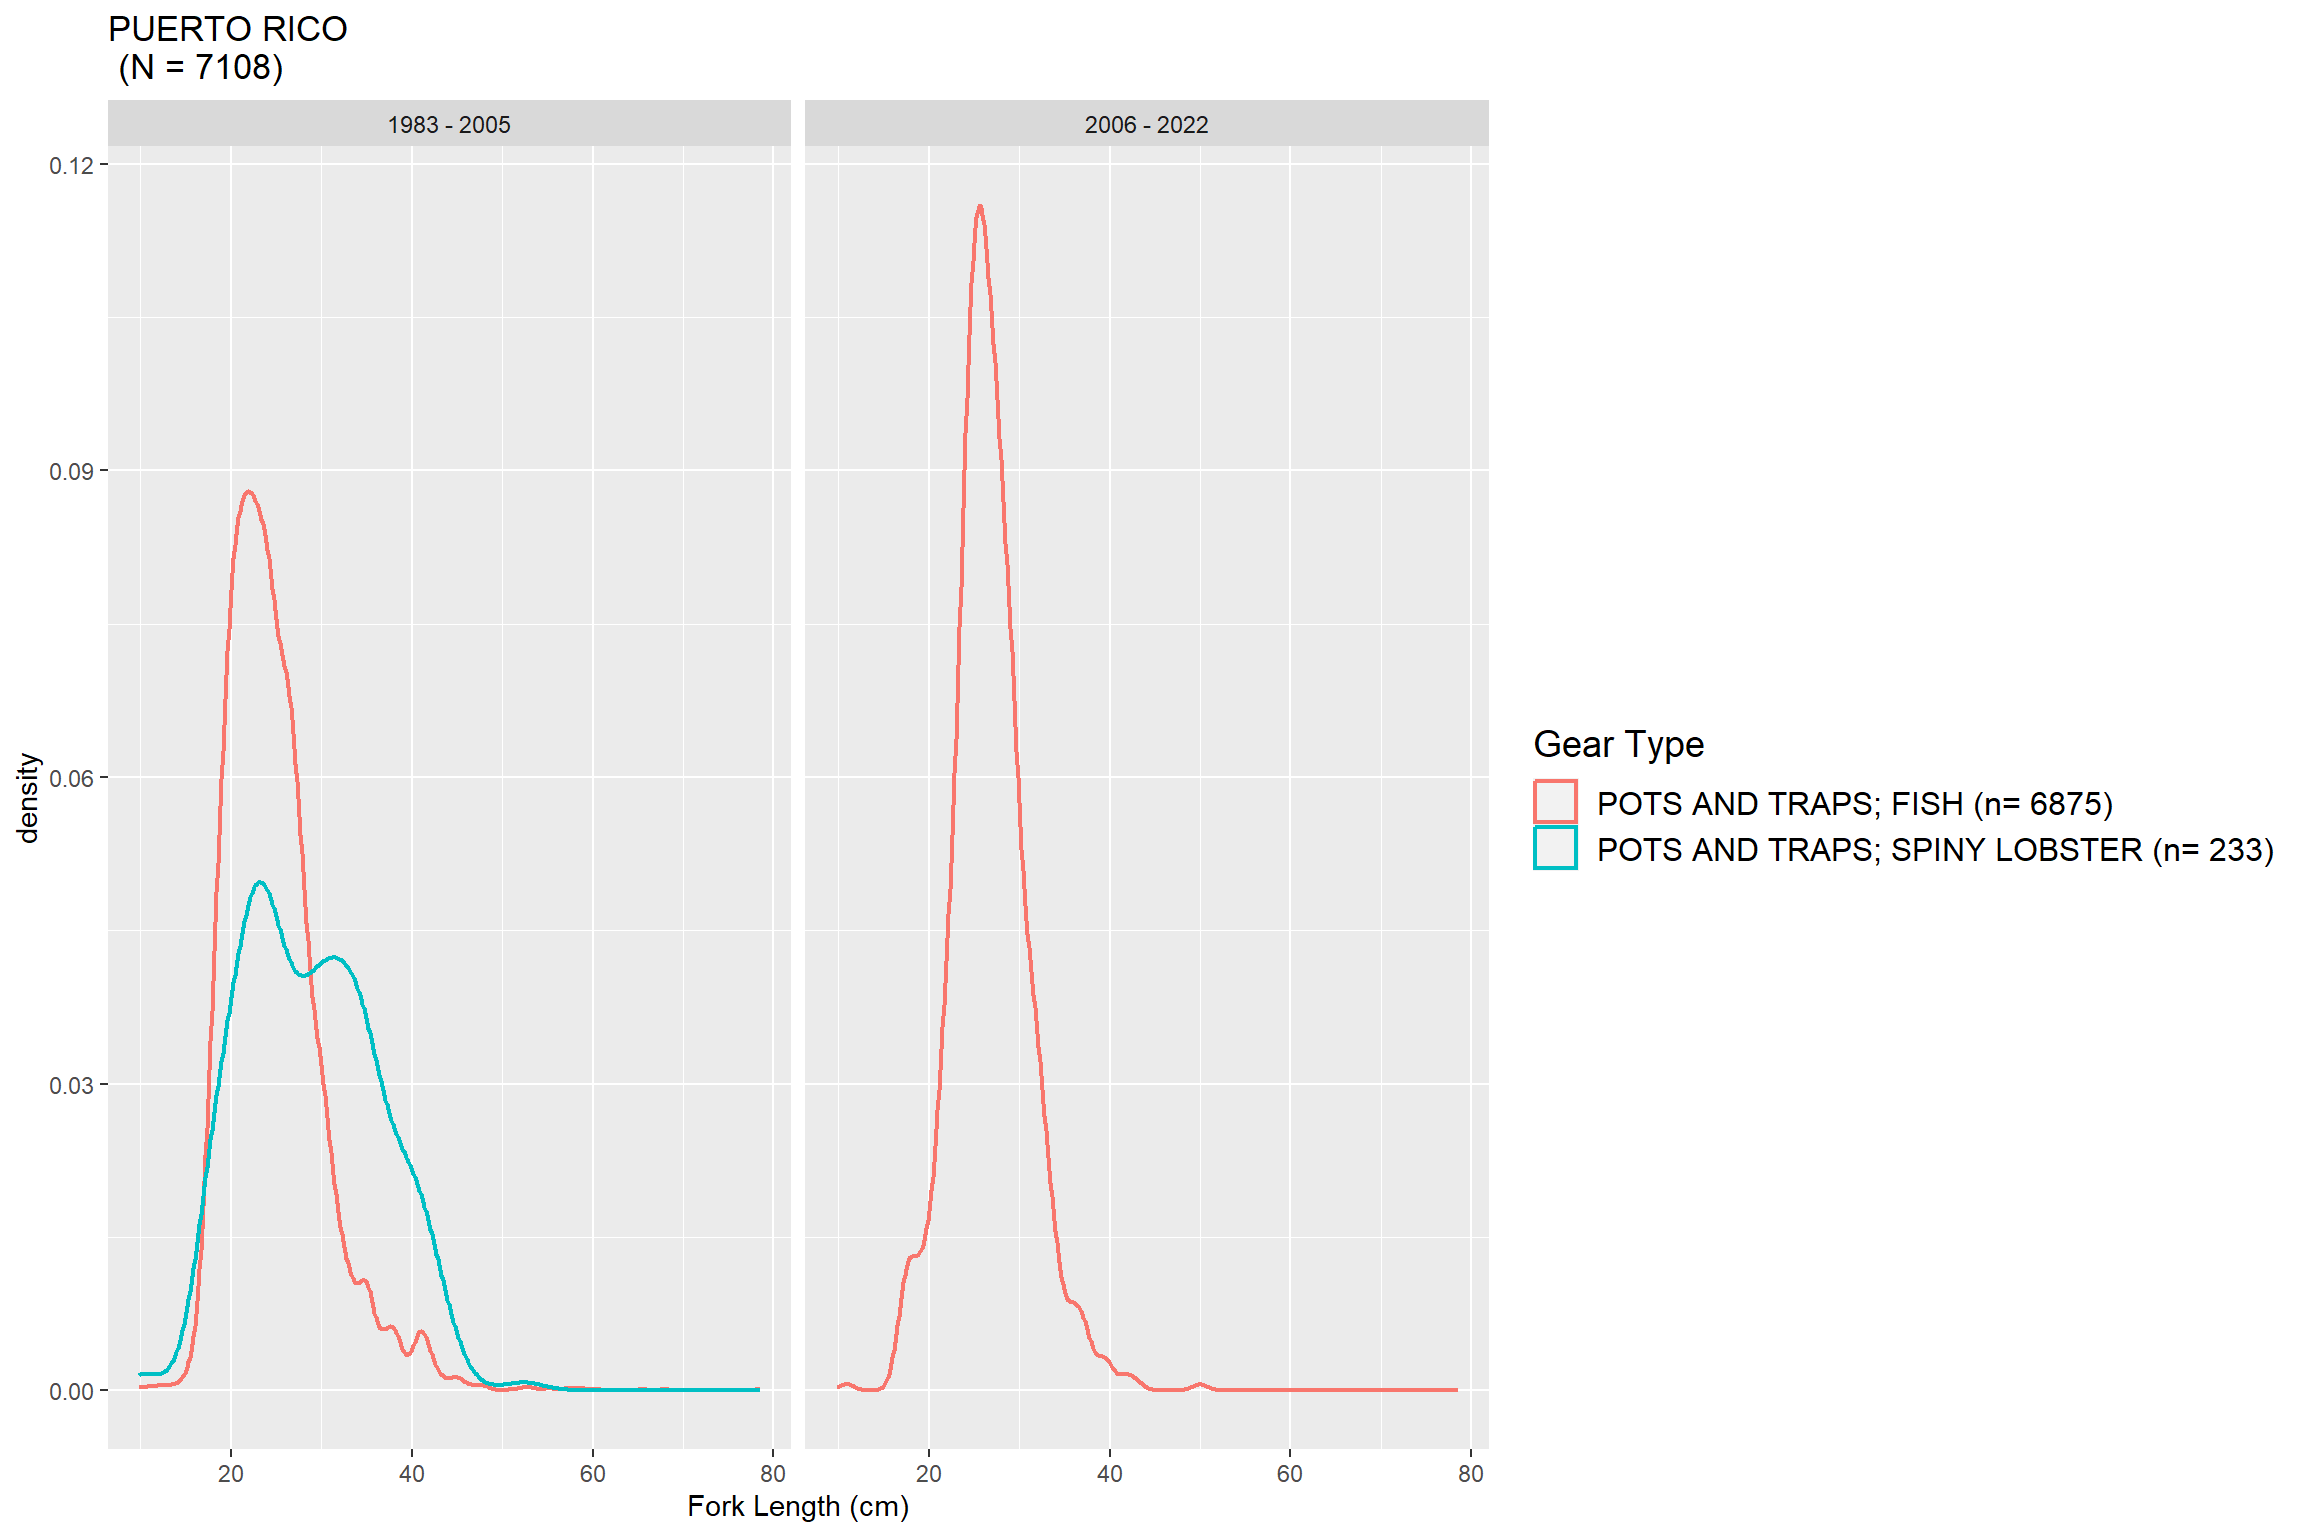 PUERTO RICO
(N = 7108)
1983 - 2005
2006 - 2022
0.12
0.09
0.06
0.03
0.00
density
20 40 60 80
20 40 60 80
Fork Length (cm)
Gear Type
POTS AND TRAPS; FISH (n= 6875)
POTS AND TRAPS; SPINY LOBSTER (n= 233)